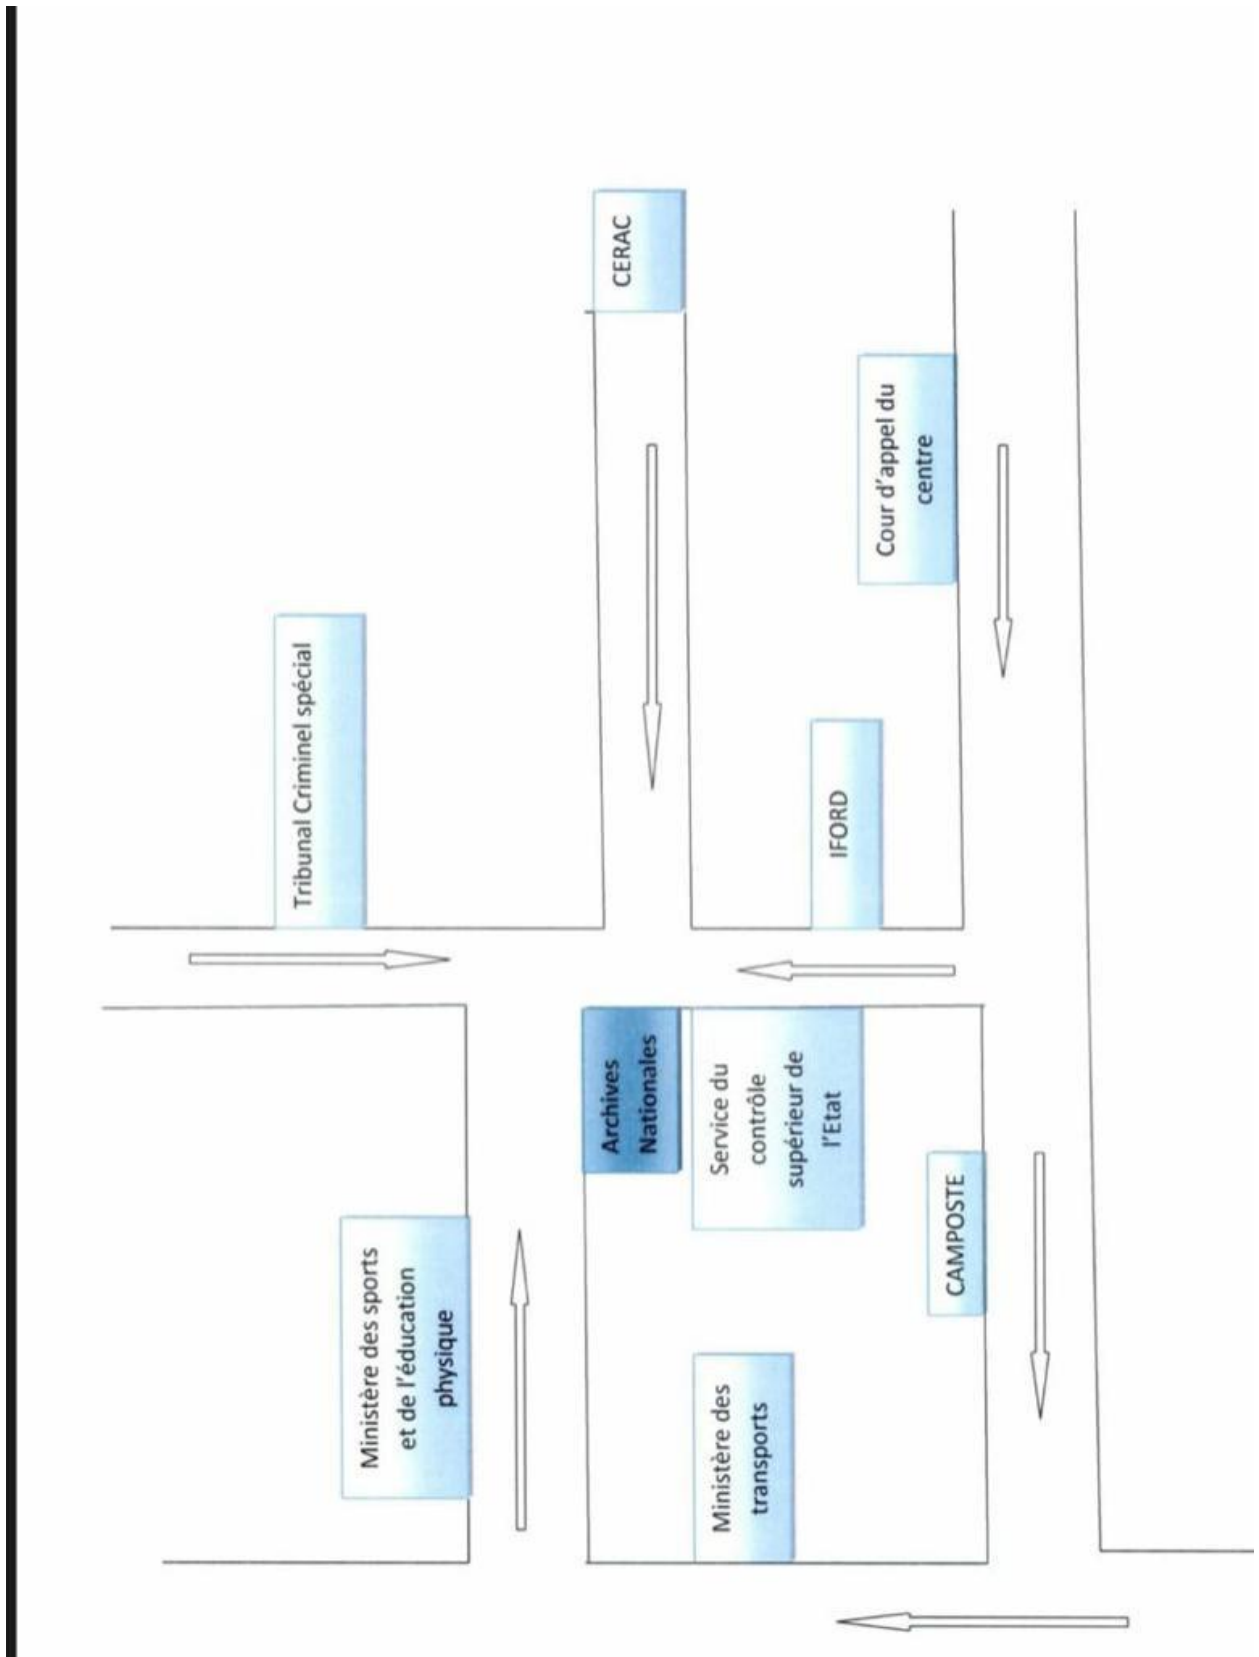 Tribunal Criminel spécial
Ministère des sports
et de l'éducation
physique
Archives
Nationales
CERAC
Ministère des
transports
Service du
contrôle
supérieur de
l'Etat
IFORD
Cour d'appel du
centre
CAMPOSTE